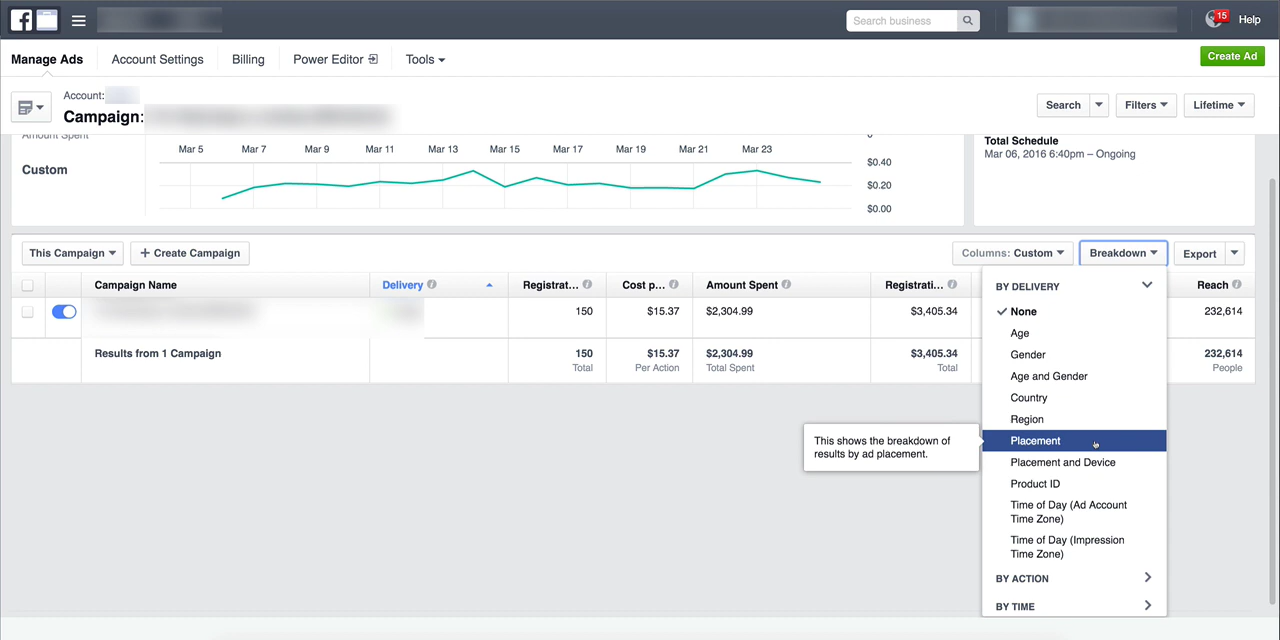 f
Search business
15
Help
Manage Ads
Account Settings
Billing
Power Editor
Tools
Create Ad
Account:
Campaign:
Search
Filters
Lifetime
Amount Spent
0
Mar 5 Mar 7 Mar 9 Mar 11 Mar 13 Mar 15 Mar 17 Mar 19 Mar 21 Mar 23
Custom
$0.40
$0.20
$0.00
Total Schedule
Mar 06, 2016 6:40pm – Ongoing
This Campaign
+ Create Campaign
Columns: Custom
Breakdown
Export
Campaign Name
Delivery
Registrat...
Cost p...
Amount Spent
Registrati...
Reach
150
$15.37
$2,304.99
$3,405.34
232,614
Results from 1 Campaign
150
Total
$15.37
Per Action
$2,304.99
Total Spent
$3,405.34
Total
232,614
People
BY DELIVERY
None
Age
Gender
Age and Gender
Country
Region
Placement
Placement and Device
Product ID
Time of Day (Ad Account
Time Zone)
Time of Day (Impression
Time Zone)
BY ACTION
BY TIME
This shows the breakdown of
results by ad placement.